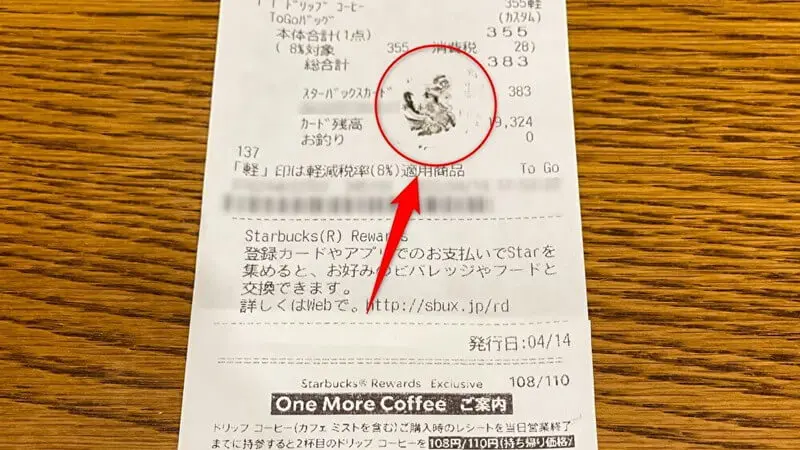 T ﾄﾞﾘｯﾌﾟ ｺｰﾋｰ 355軽
ToGoﾊﾞｯｸﾞ (ｶｽﾀﾑ)
本体合計(1点) 355
( 8%対象 355 消費税 28)
総合計 383
ｽﾀｰﾊﾞｯｸｽｶｰﾄﾞ 383
ｶｰﾄﾞ残高 9,324
お釣り 0
137
「軽」印は軽減税率(8%)適用商品 To Go
Starbucks(R) Rewards
登録カードやアプリでのお支払いでStarを
集めると、お好みのビバレッジやフードと
交換できます。
詳しくはWebで。http://sbux.jp/rd
発行日:04/14
Starbucks® Rewards Exclusive 108/110
One More Coffee ご案内
ドリップ コーヒー(カフェ ミストを含む)ご購入時のレシートを当日営業終了
までに持参すると2杯目のドリップ コーヒーを108円/110円(持ち帰り価格)